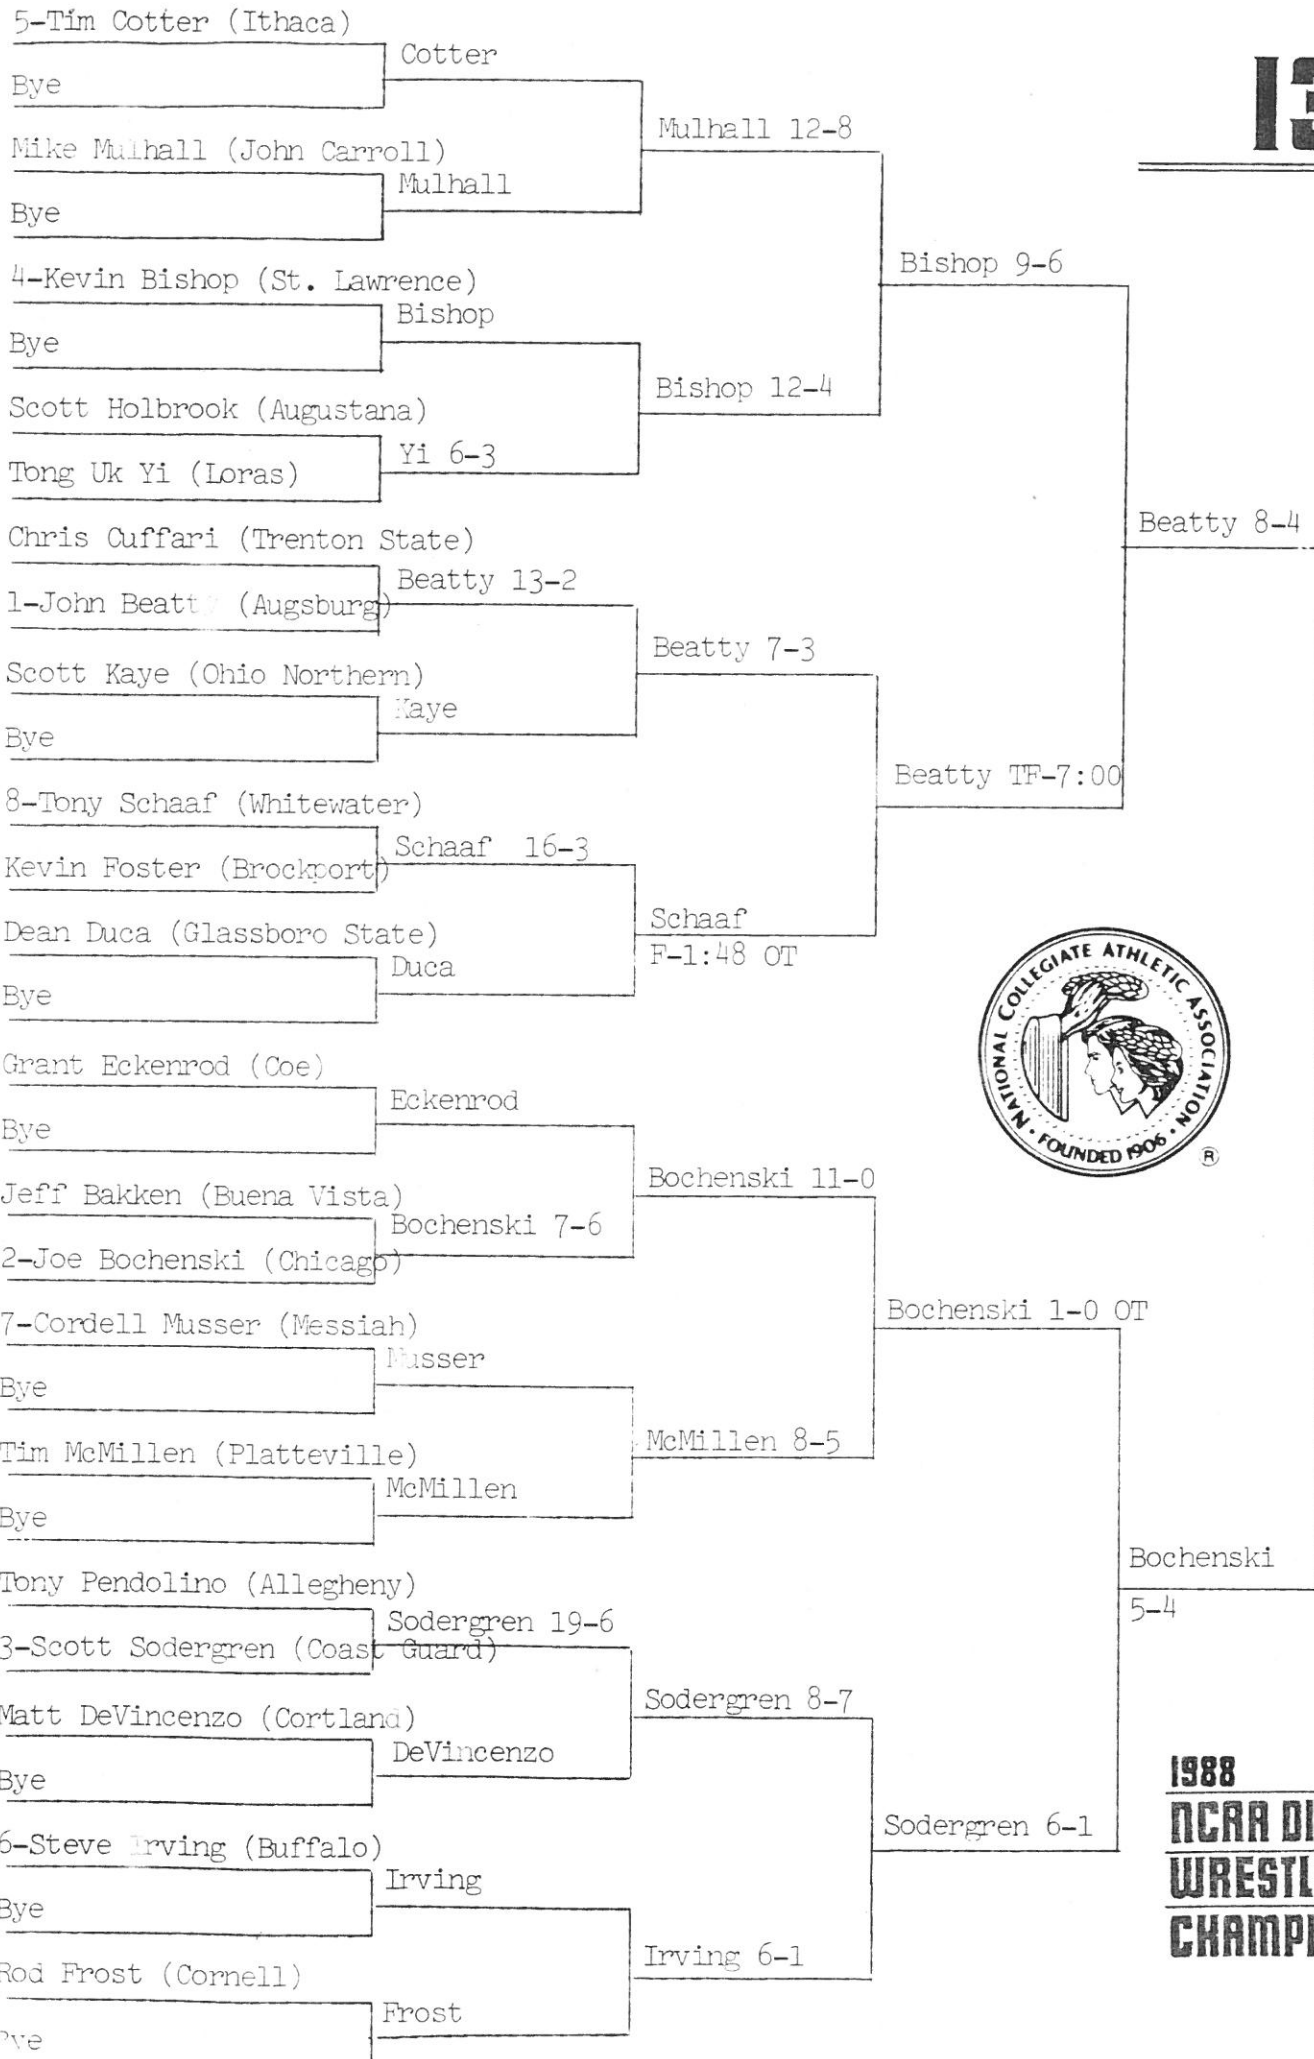 5-Tim Cotter (Ithaca)
Cotter
Bye
Mulhall 12-8
13
Mike Mulhall (John Carroll)
Mulhall
Bye
Bishop 9-6
4-Kevin Bishop (St. Lawrence)
Bishop
Bye
Bishop 12-4
Scott Holbrook (Augustana)
Yi 6-3
Tong Uk Yi (Loras)
Beatty 8-4
Chris Cuffari (Trenton State)
Beatty 13-2
1-John Beatty (Augsburg)
Beatty 7-3
Scott Kaye (Ohio Northern)
Kaye
Bye
Beatty TF-7:00
8-Tony Schaaf (Whitewater)
Schaaf 16-3
Kevin Foster (Brockport)
Schaaf
F-1:48 OT
Dean Duca (Glassboro State)
Duca
Bye
NATIONAL COLLEGIATE ATHLETIC ASSOCIATION · FOUNDED 1906 ·
®
Grant Eckenrod (Coe)
Eckenrod
Bye
Bochenski 11-0
Jeff Bakken (Buena Vista)
Bochenski 7-6
2-Joe Bochenski (Chicago)
Bochenski 1-0 OT
7-Cordell Musser (Messiah)
Musser
Bye
McMillen 8-5
Tim McMillen (Platteville)
McMillen
Bye
Bochenski
5-4
Tony Pendolino (Allegheny)
Sodergren 19-6
3-Scott Sodergren (Coast Guard)
Sodergren 8-7
Matt DeVincenzo (Cortland)
DeVincenzo
Bye
Sodergren 6-1
6-Steve Irving (Buffalo)
Irving
Bye
Irving 6-1
Rod Frost (Cornell)
Frost
Bye
1988
NCAA DI
WRESTL
CHAMPI